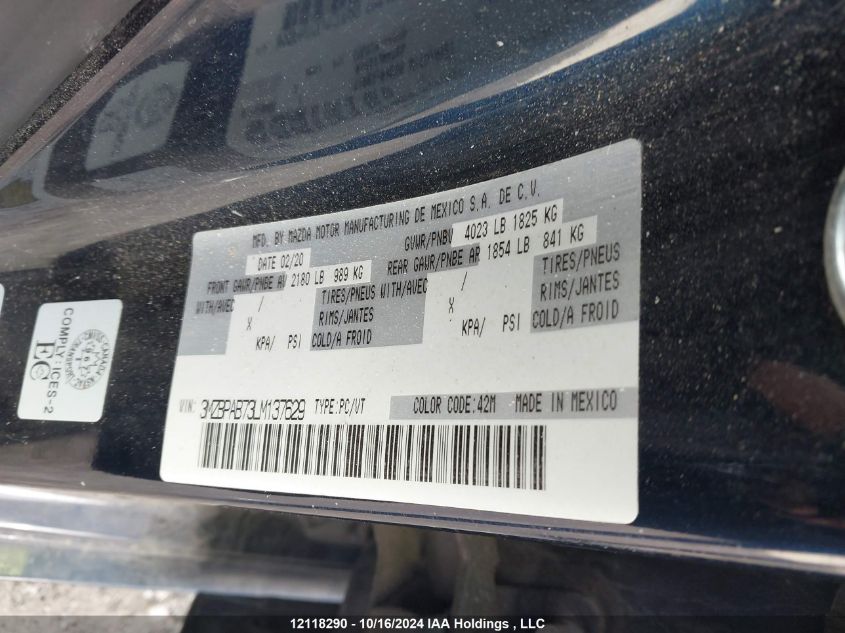 MFD. BY MAZDA MOTOR MANUFACTURING DE MEXICO S.A. DE C.V.
DATE 02/20 GVWR/PNBV 4023 LB 1825 KG
FRONT GAWR/PNBE AV 2180 LB 989 KG REAR GAWR/PNBE AR 1854 LB 841 KG
WITH/AVEC / TIRES/PNEUS WITH/AVEC / TIRES/PNEUS
X RIMS/JANTES X RIMS/JANTES
KPA/ PSI COLD/A FROID KPA/ PSI COLD/A FROID
VIN: 3MZBPAB73LM137629 TYPE:PC/VT COLOR CODE:42M MADE IN MEXICO
COMPLY:ICES-2
EC
12118290 - 10/16/2024 IAA Holdings , LLC